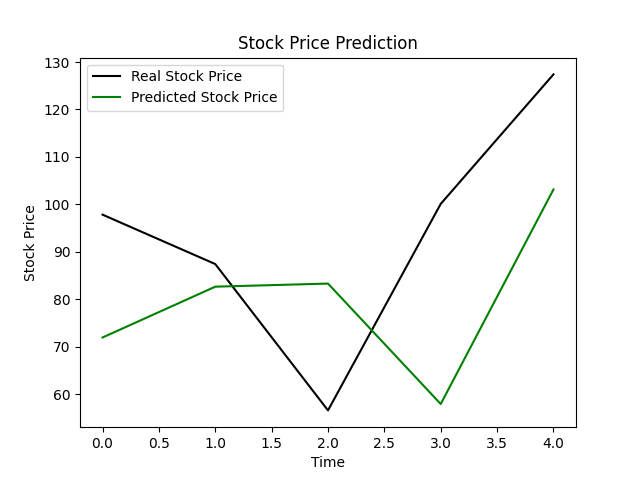 Stock Price Prediction
Real Stock Price
Predicted Stock Price
Stock Price
130
120
110
100
90
80
70
60
0.0 0.5 1.0 1.5 2.0 2.5 3.0 3.5 4.0
Time